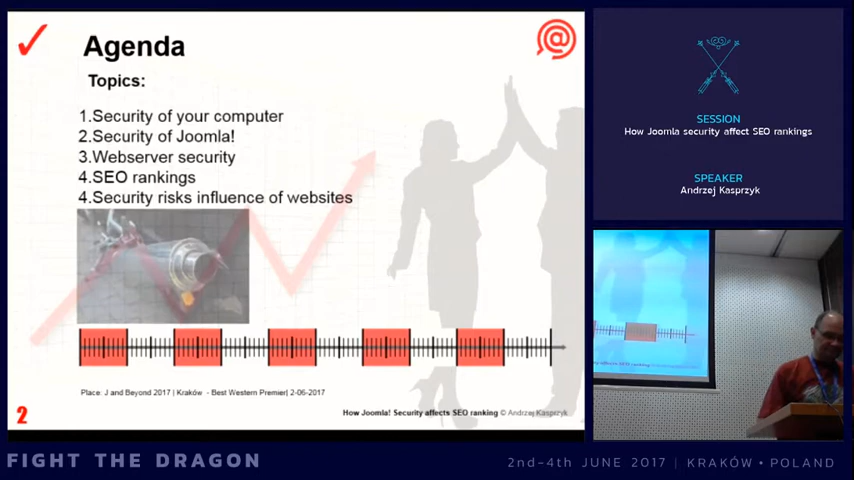 Agenda
Topics:
1.Security of your computer
2.Security of Joomla!
3.Webserver security
4.SEO rankings
4.Security risks influence of websites
Place: J and Beyond 2017 | Kraków - Best Western Premier| 2-06-2017
2
How Joomla! Security affects SEO ranking © Andrzej Kasprzyk
SESSION
How Joomla security affect SEO rankings
SPEAKER
Andrzej Kasprzyk
FIGHT THE DRAGON
2nd-4th JUNE 2017 | KRAKÓW • POLAND